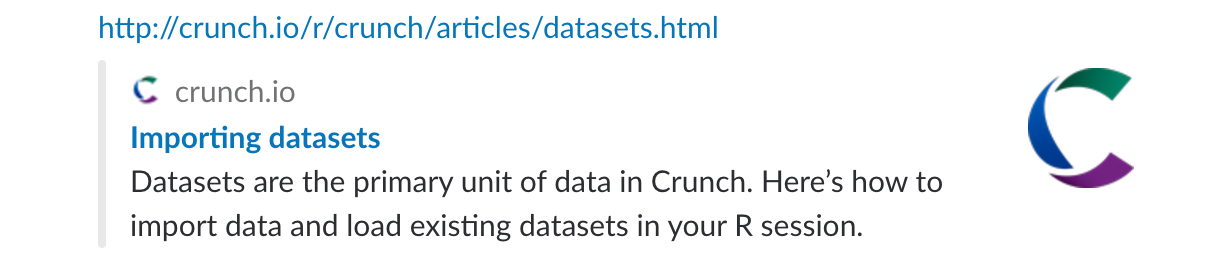 http://crunch.io/r/crunch/articles/datasets.html
crunch.io
Importing datasets
Datasets are the primary unit of data in Crunch. Here’s how to
import data and load existing datasets in your R session.